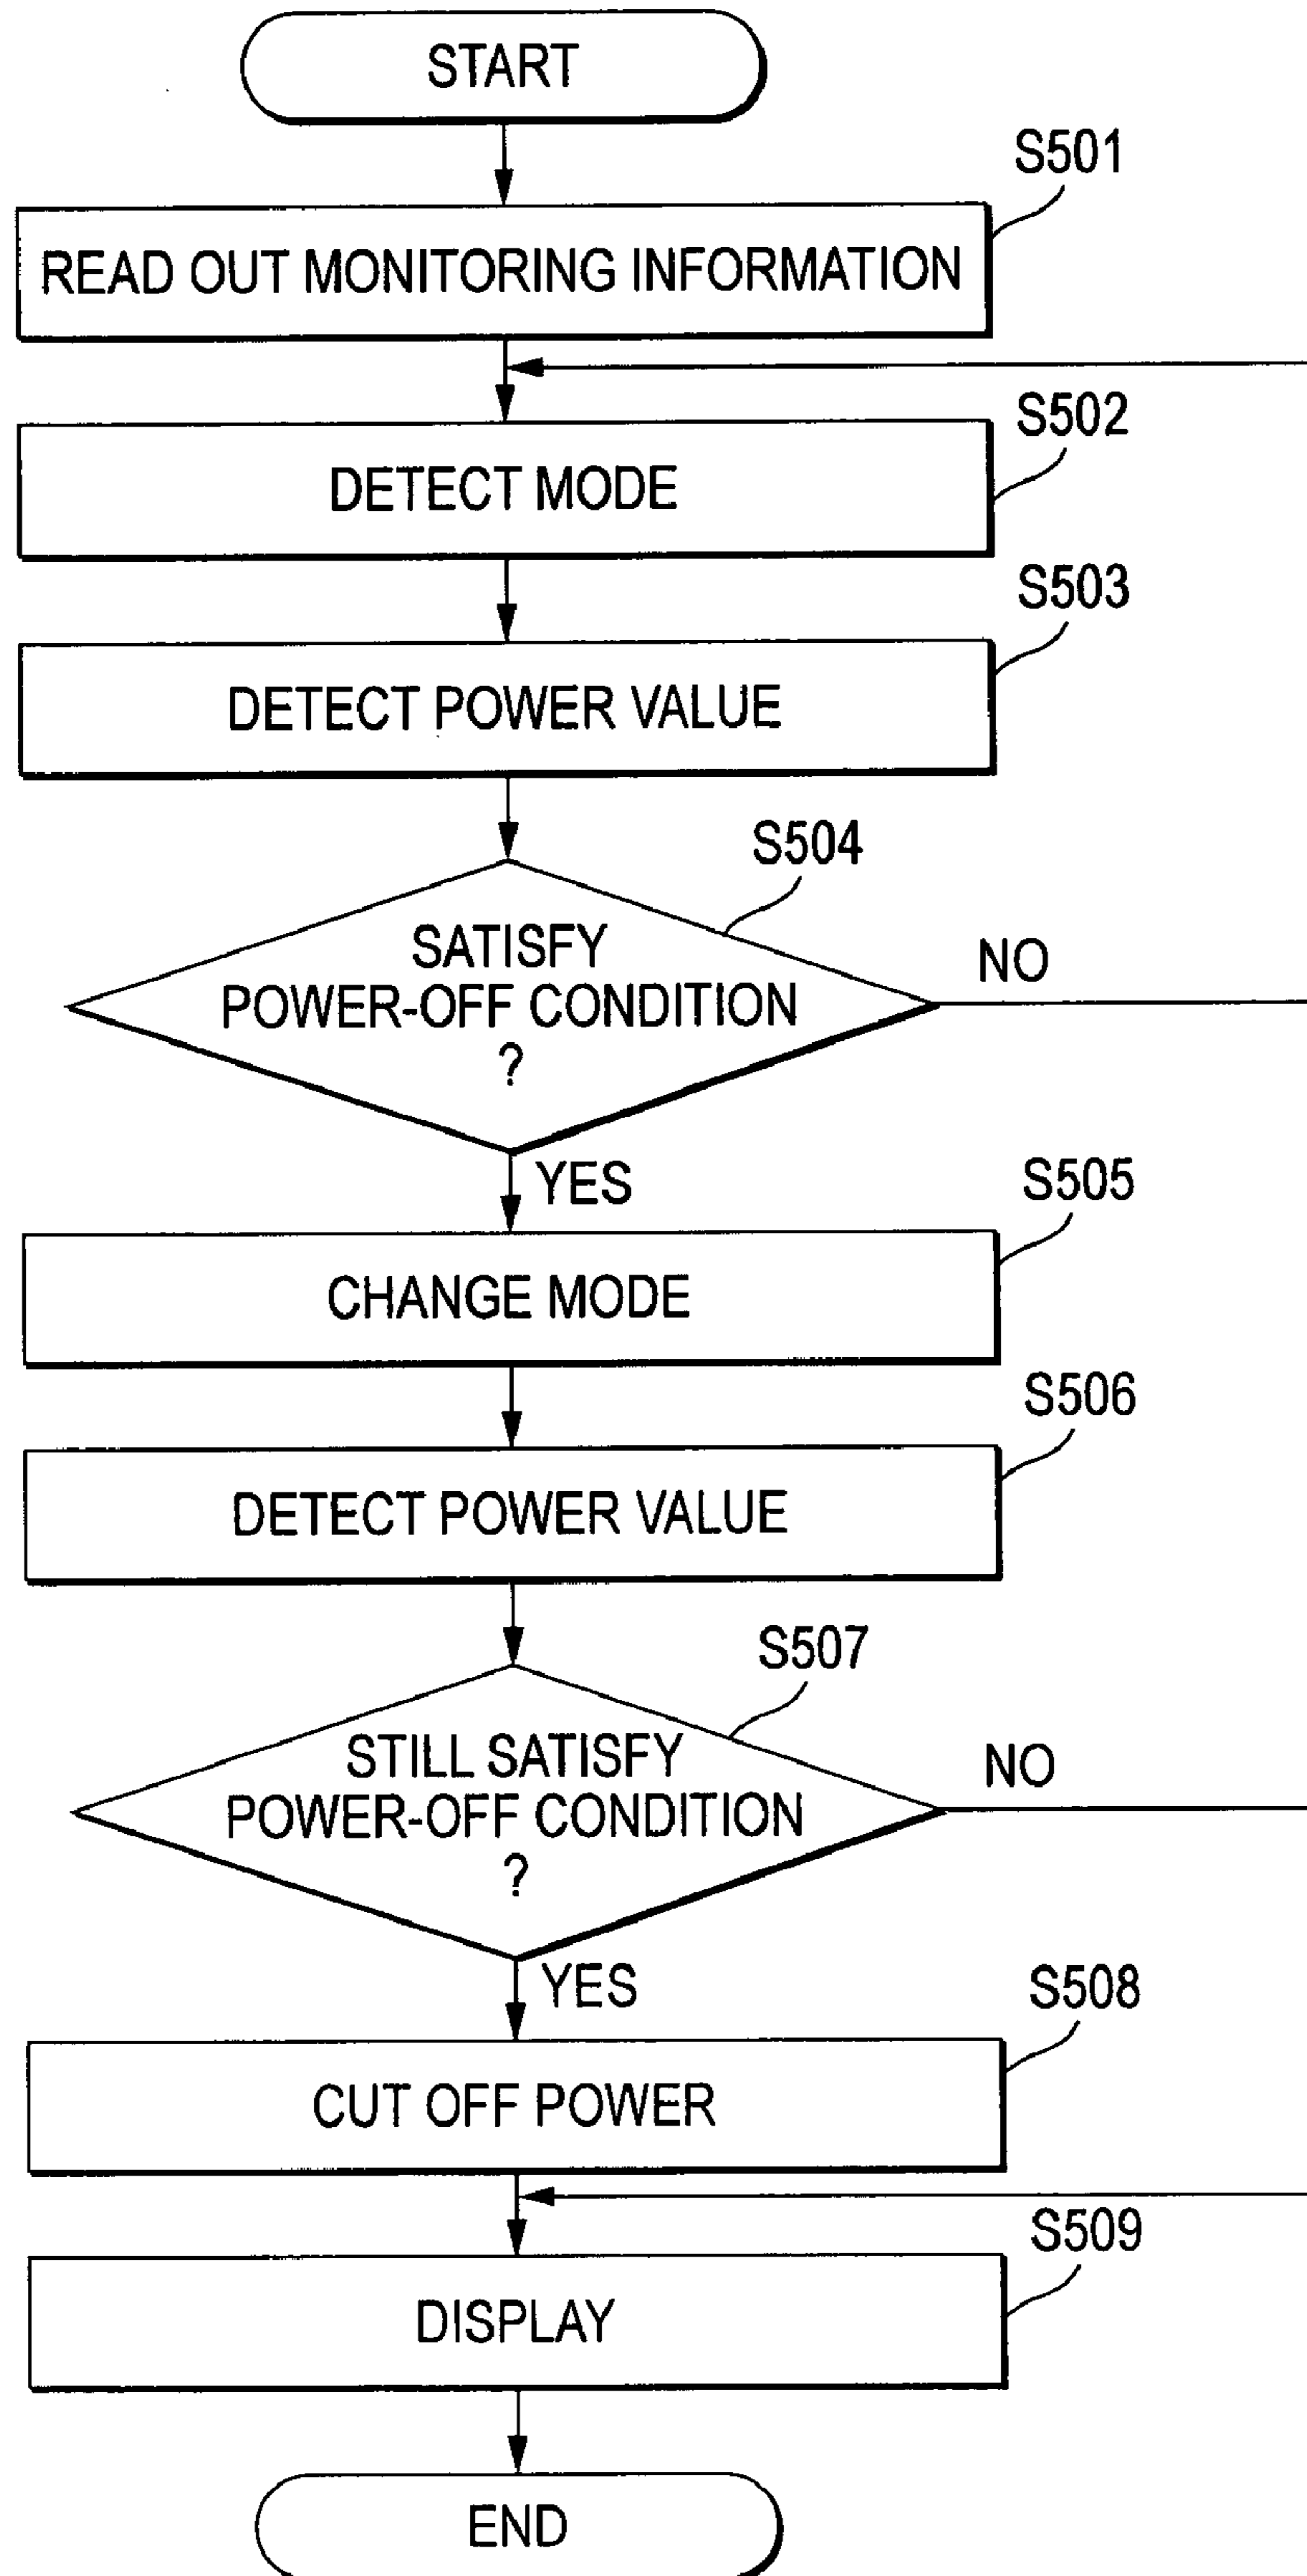 START
S501
READ OUT MONITORING INFORMATION
S502
DETECT MODE
S503
DETECT POWER VALUE
S504
SATISFY
POWER-OFF CONDITION
?
NO
YES
S505
CHANGE MODE
S506
DETECT POWER VALUE
S507
STILL SATISFY
POWER-OFF CONDITION
?
NO
YES
S508
CUT OFF POWER
S509
DISPLAY
END